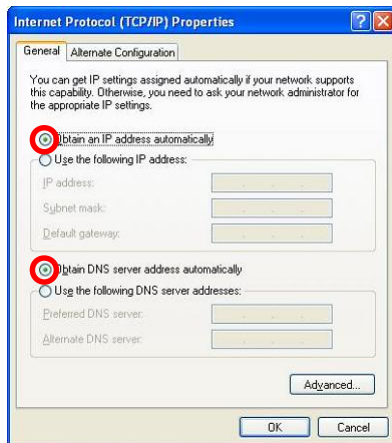 Internet Protocol (TCP/IP) Properties
General
Alternate Configuration
You can get IP settings assigned automatically if your network supports
this capability. Otherwise, you need to ask your network administrator for
the appropriate IP settings.
Obtain an IP address automatically
Use the following IP address:
IP address:
Subnet mask:
Default gateway:
Obtain DNS server address automatically
Use the following DNS server addresses:
Preferred DNS server:
Alternate DNS server:
Advanced...
OK
Cancel